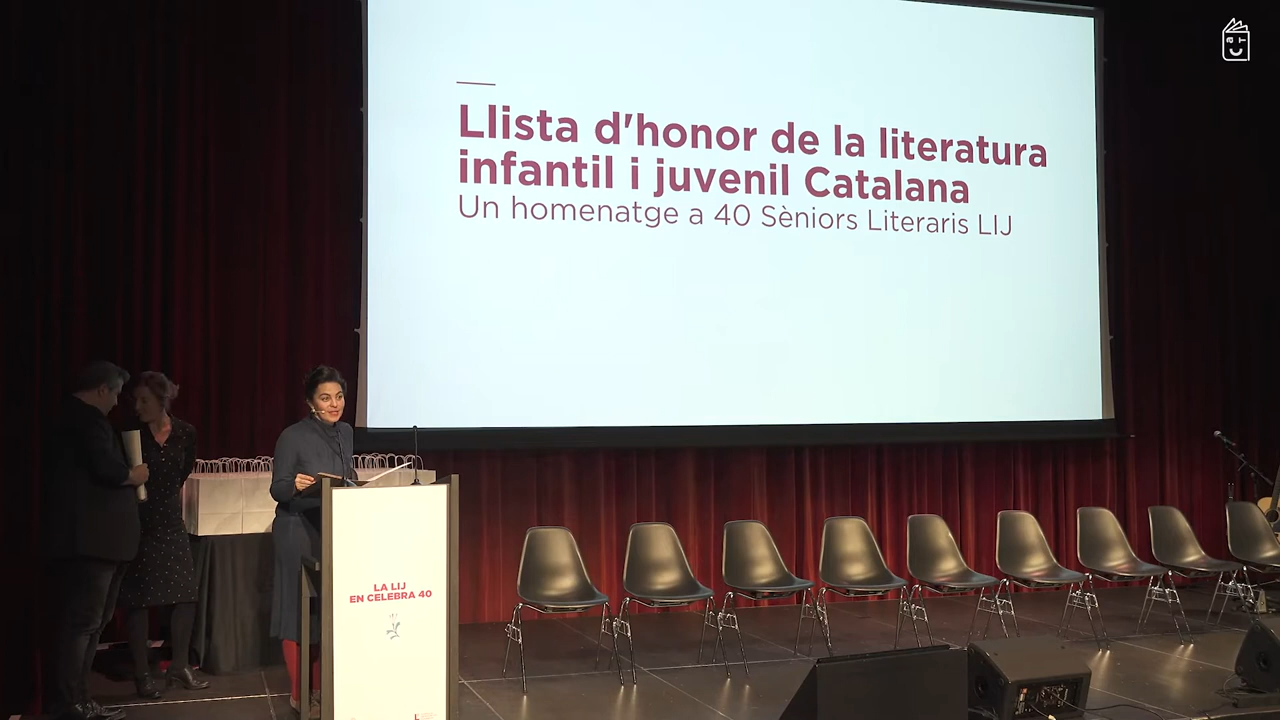 Llista d'honor de la literatura
infantil i juvenil Catalana
Un homenatge a 40 Sèniors Literaris LIJ
LA LIJ
EN CELEBRA 40